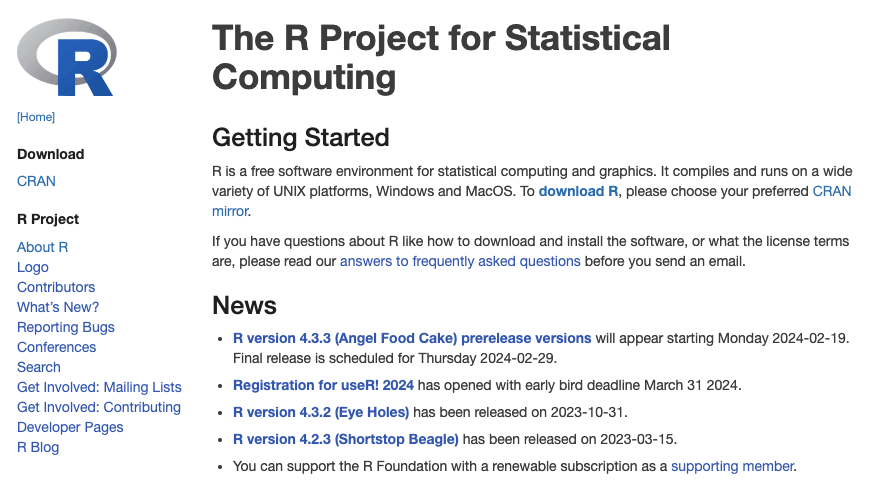 R
[Home]
Download
CRAN
R Project
About R
Logo
Contributors
What's New?
Reporting Bugs
Conferences
Search
Get Involved: Mailing Lists
Get Involved: Contributing
Developer Pages
R Blog
The R Project for Statistical
Computing
Getting Started
R is a free software environment for statistical computing and graphics. It compiles and runs on a wide
variety of UNIX platforms, Windows and MacOS. To download R, please choose your preferred CRAN
mirror.
If you have questions about R like how to download and install the software, or what the license terms
are, please read our answers to frequently asked questions before you send an email.
News
• R version 4.3.3 (Angel Food Cake) prerelease versions will appear starting Monday 2024-02-19.
Final release is scheduled for Thursday 2024-02-29.
• Registration for useR! 2024 has opened with early bird deadline March 31 2024.
• R version 4.3.2 (Eye Holes) has been released on 2023-10-31.
• R version 4.2.3 (Shortstop Beagle) has been released on 2023-03-15.
• You can support the R Foundation with a renewable subscription as a supporting member.